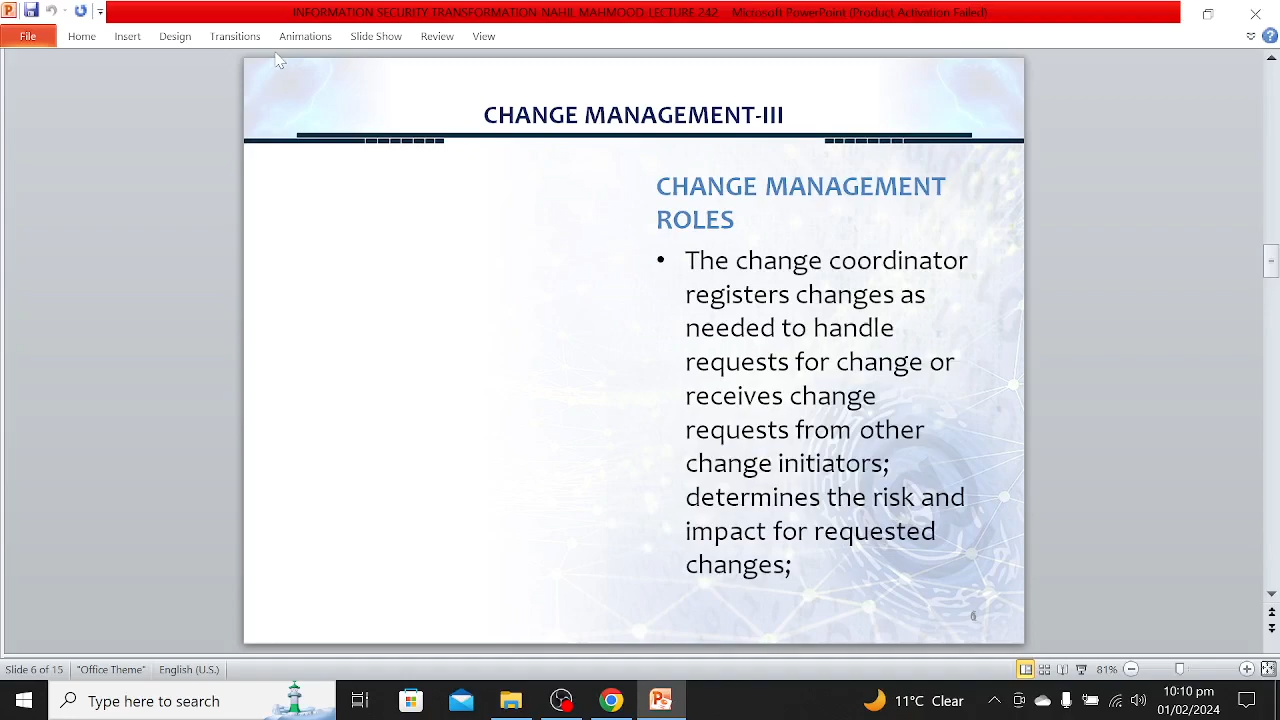 INFORMATION SECURITY TRANSFORMATION-NAHIL MAHMOOD-LECTURE 242 - Microsoft PowerPoint (Product Activation Failed)
File Home Insert Design Transitions Animations Slide Show Review View
CHANGE MANAGEMENT-III
CHANGE MANAGEMENT
ROLES
• The change coordinator
registers changes as
needed to handle
requests for change or
receives change
requests from other
change initiators;
determines the risk and
impact for requested
changes;
6
Slide 6 of 15 "Office Theme" English (U.S.) 81%
Type here to search 11°C Clear 10:10 pm
01/02/2024